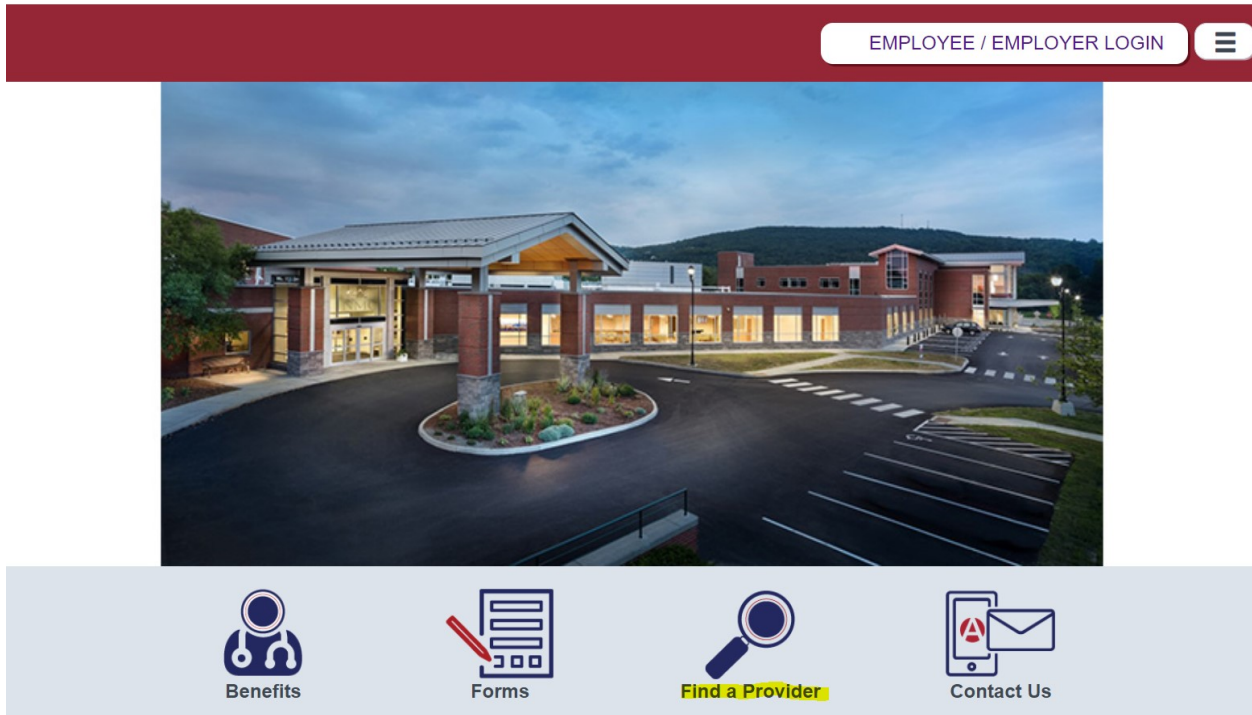 EMPLOYEE / EMPLOYER LOGIN
Benefits
Forms
Find a Provider
A
Contact Us